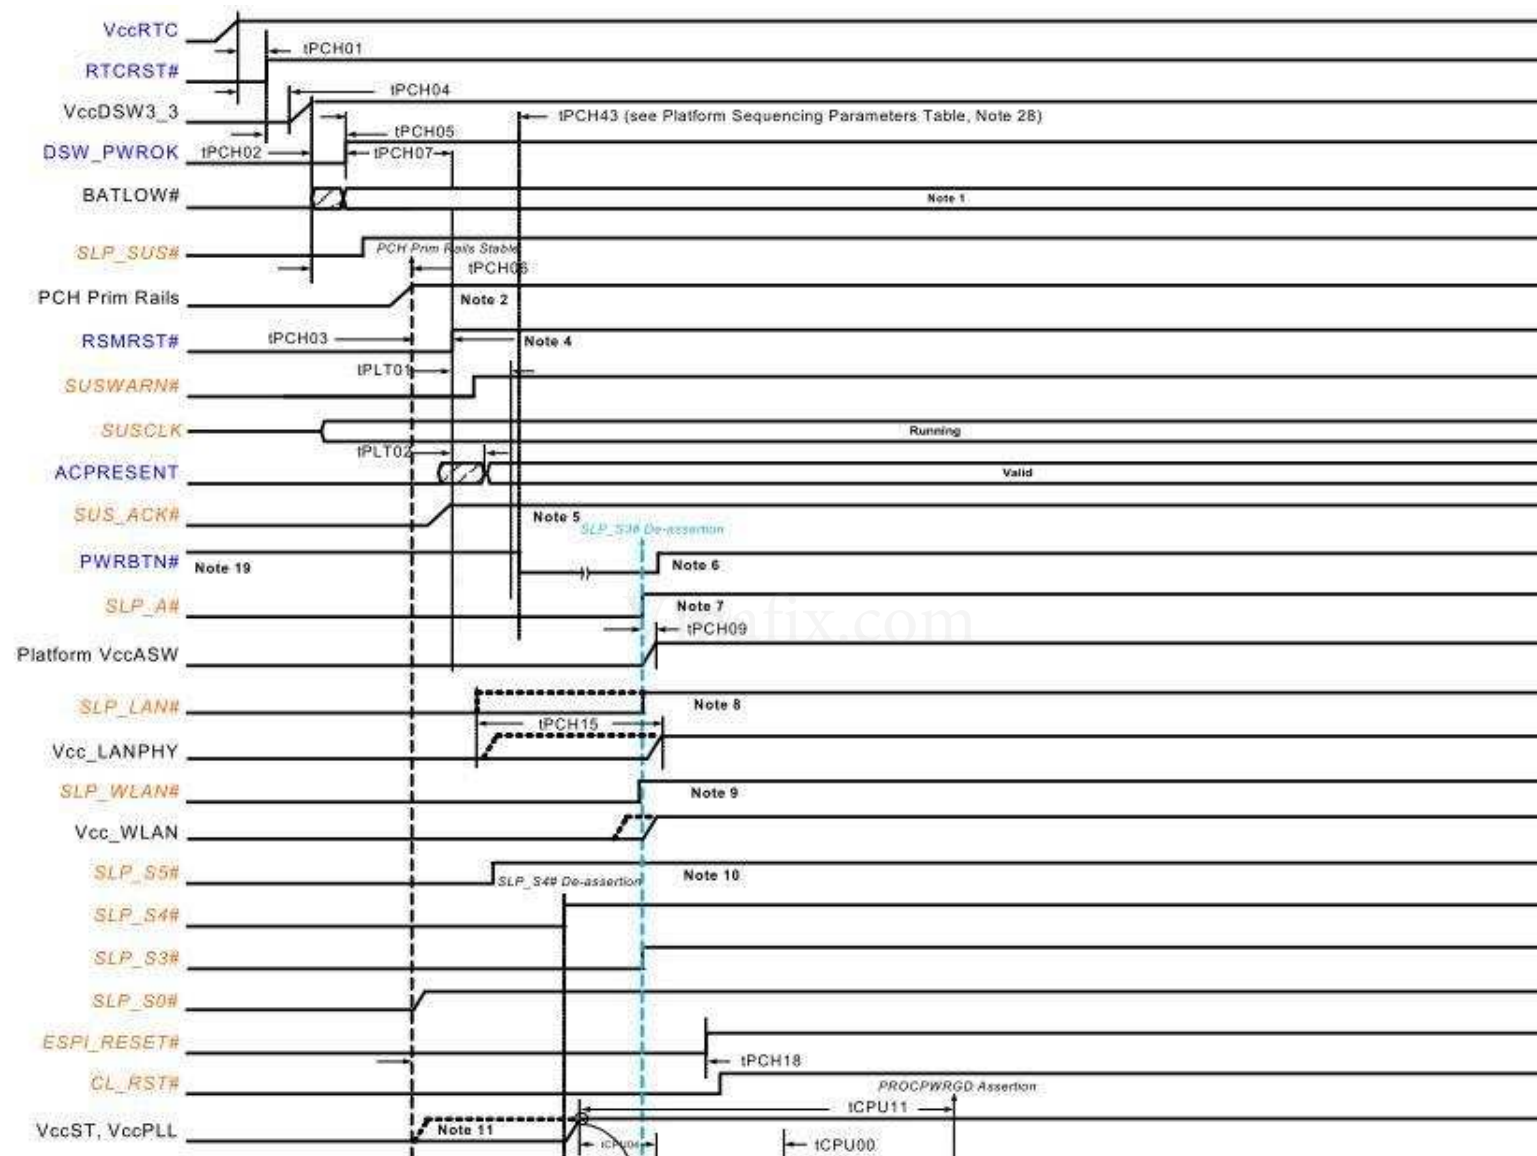 VccRTC
tPCH01
RTCRST#
tPCH04
VccDSW3_3
tPCH43 (see Platform Sequencing Parameters Table, Note 28)
tPCH05
DSW_PWROK
tPCH02
tPCH07
BATLOW#
Note 1
SLP_SUS#
PCH Prim Rails Stable
tPCH06
PCH Prim Rails
Note 2
RSMRST#
tPCH03
Note 4
tPLT01
SUSWARN#
SUSCLK
Running
tPLT02
ACPRESENT
Valid
SUS_ACK#
Note 5
SLP_S3# De-assertion
PWRBTN#
Note 19
Note 6
SLP_A#
Note 7
tPCH09
Platform VccASW
SLP_LAN#
Note 8
tPCH15
Vcc_LANPHY
SLP_WLAN#
Note 9
Vcc_WLAN
SLP_S5#
Note 10
SLP_S4# De-assertion
SLP_S4#
SLP_S3#
SLP_S0#
ESPI_RESET#
tPCH18
CL_RST#
PROCPWRGD Assertion
tCPU11
VccST, VccPLL
Note 11
tCPU00